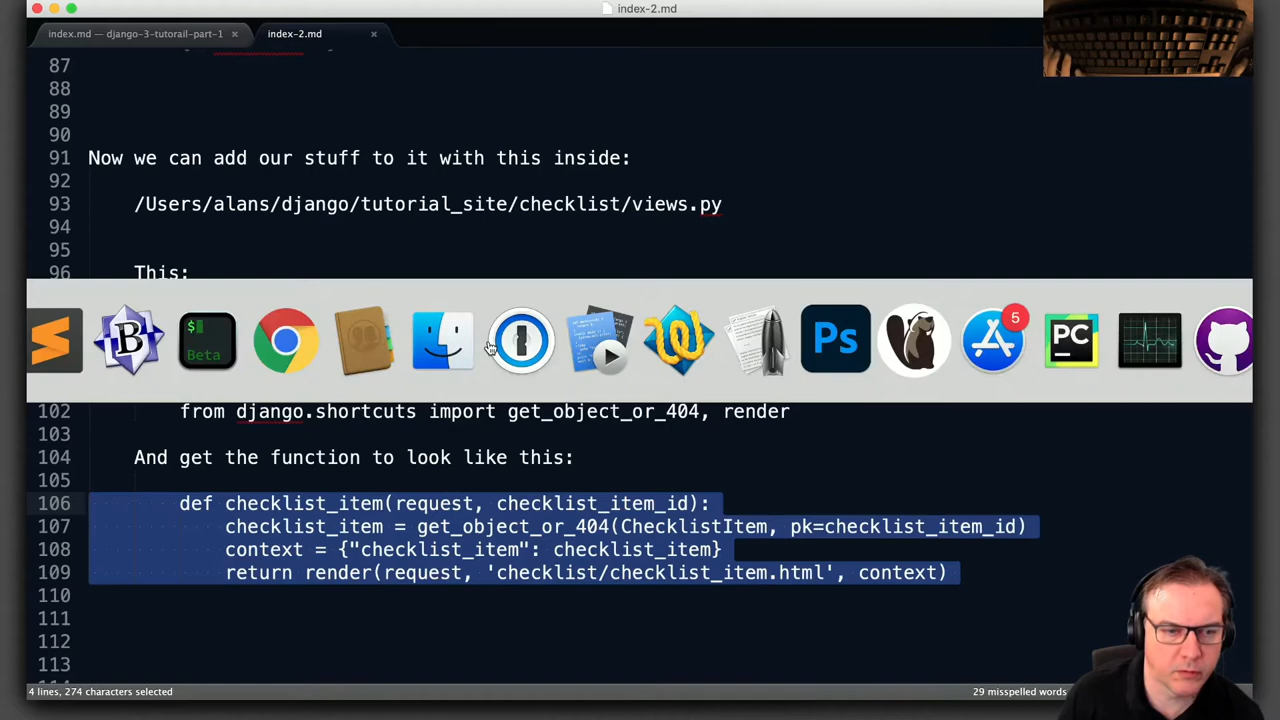 index-2.md
index.md — django-3-tutorail-part-1 ×
index-2.md ×
87
88
89
90
91 Now we can add our stuff to it with this inside:
92
93 /Users/alans/django/tutorial_site/checklist/views.py
94
95
96 This:
$
Beta
B
Ps
5
PC
102 from django.shortcuts import get_object_or_404, render
103
104 And get the function to look like this:
105
106 def checklist_item(request, checklist_item_id):
107 checklist_item = get_object_or_404(ChecklistItem, pk=checklist_item_id)
108 context = {"checklist_item": checklist_item}
109 return render(request, 'checklist/checklist_item.html', context)
110
111
112
113
4 lines, 274 characters selected
29 misspelled words